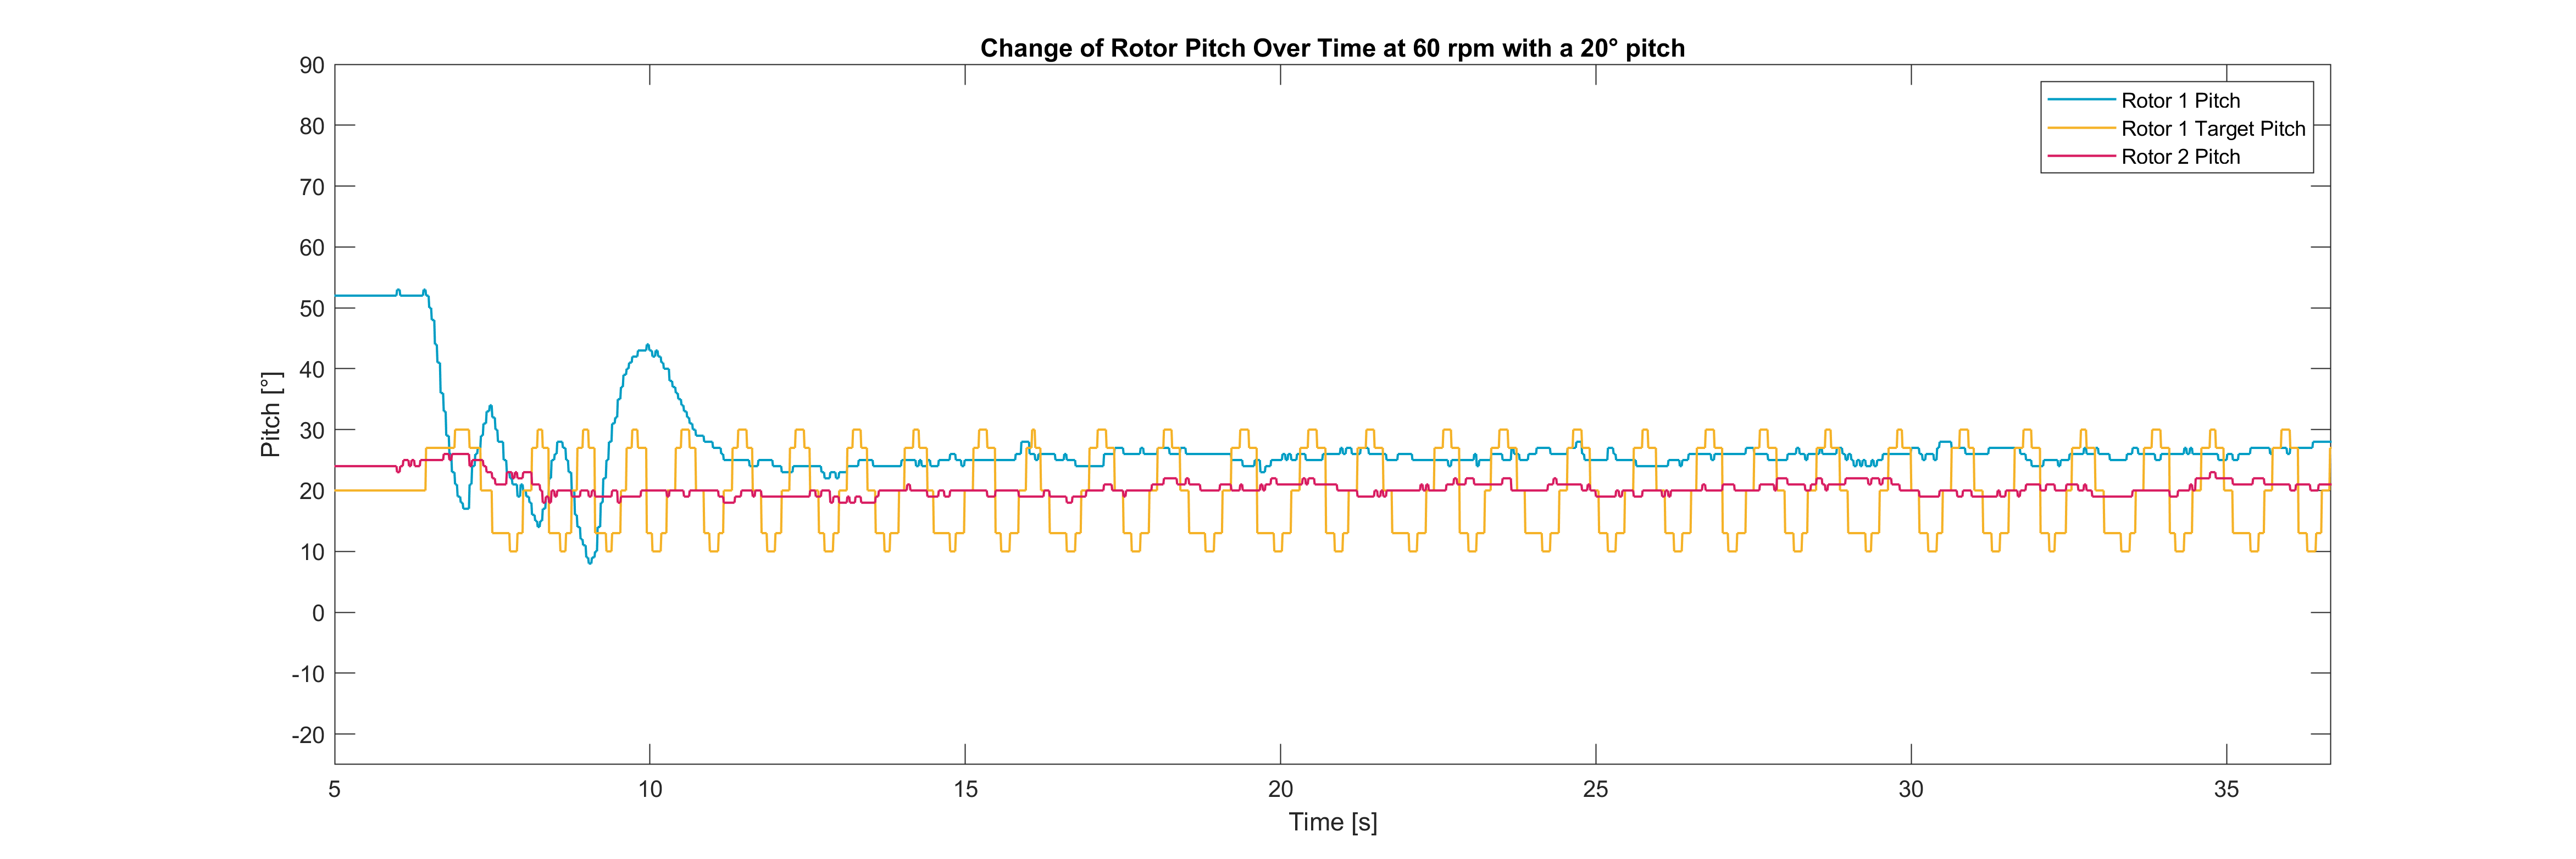 Change of Rotor Pitch Over Time at 60 rpm with a 20° pitch
90
80
70
60
50
40
30
20
10
0
-10
-20
Pitch [°]
Rotor 1 Pitch
Rotor 1 Target Pitch
Rotor 2 Pitch
5 10 15 20 25 30 35
Time [s]